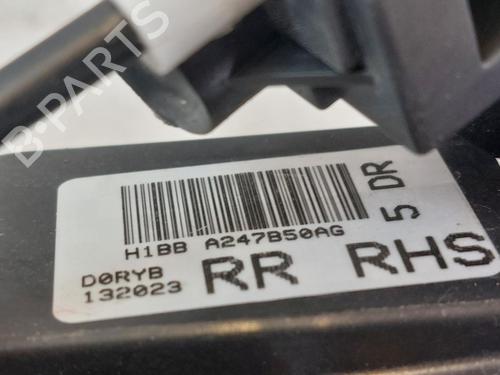 B-PARTS
H1BB A247B50AG
5 DR
D0RYB
132023
RR RHS